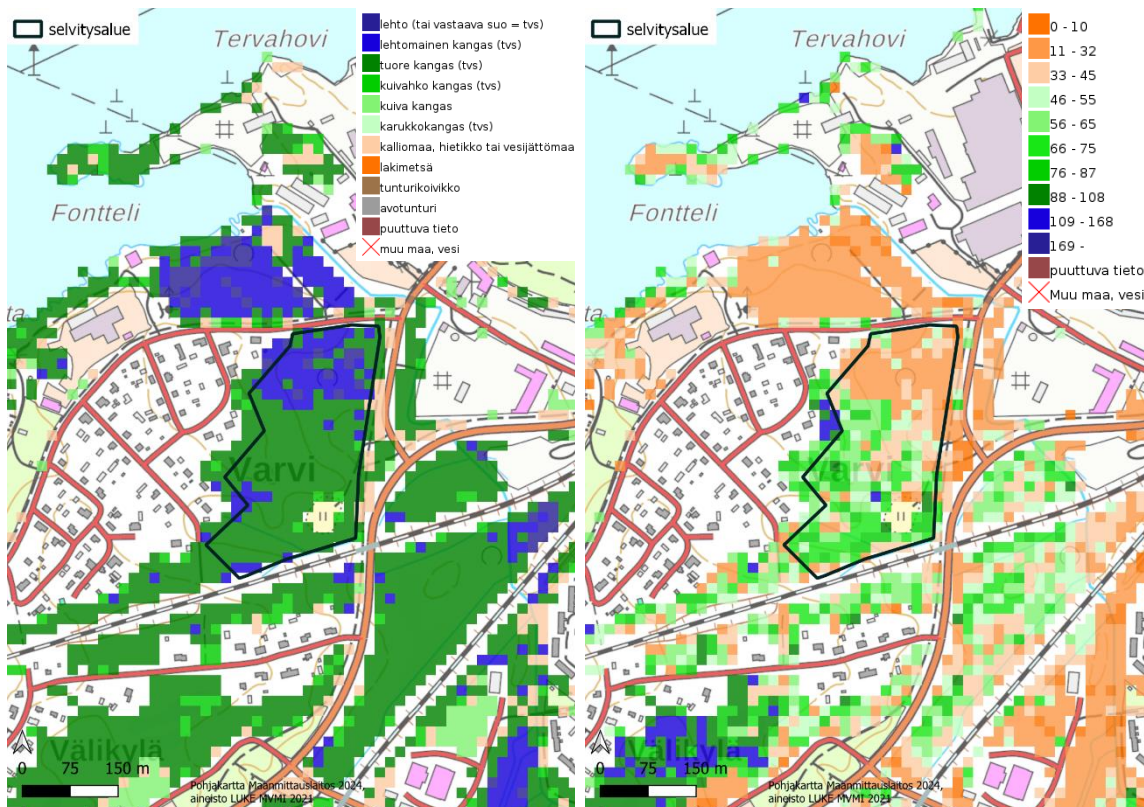 selvitysalue
lehto (tai vastaava suo = tvs)
lehtomainen kangas (tvs)
tuore kangas (tvs)
kuivahko kangas (tvs)
kuiva kangas
karukkokangas (tvs)
kalliomaa, hietikko tai vesijättömaa
lakimetsä
tunturikoivikko
avotunturi
puuttuva tieto
muu maa, vesi
Tervahovi
Fontteli
ta
Varvi
Välikylä
0 75 150 m
Pohjakartta Maanmittauslaitos 2024,
aineisto LUKE MVMI 2021
selvitysalue
0 - 10
11 - 32
33 - 45
46 - 55
56 - 65
66 - 75
76 - 87
88 - 108
109 - 168
169 -
puuttuva tieto
Muu maa, vesi
Tervahovi
Fontteli
ta
Varvi
Välikylä
0 75 150 m
Pohjakartta Maanmittauslaitos 2024,
aineisto LUKE MVMI 2021